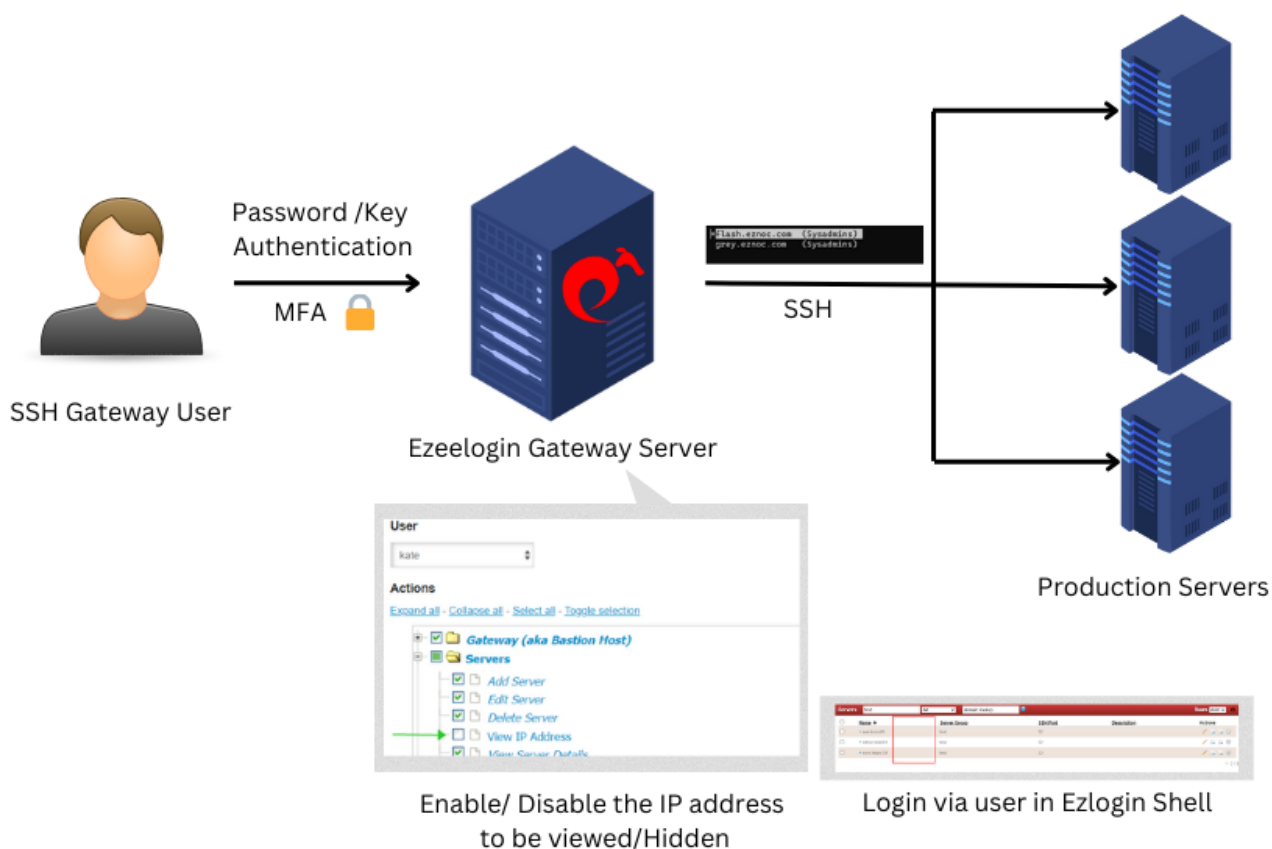 Password /Key
Authentication
MFA
SSH Gateway User
Ezeelogin Gateway Server
Flash.eznoc.com (Sysadmins)
grey.eznoc.com (Sysadmins)
SSH
Production Servers
User
kate
Actions
Expand all - Collapse all - Select all - Toggle selection
Gateway (aka Bastion Host)
Servers
Add Server
Edit Server
Delete Server
View IP Address
View Server Details
Enable/ Disable the IP address
to be viewed/Hidden
Servers
Name
Server Group
Description
Actions
Login via user in Ezlogin Shell